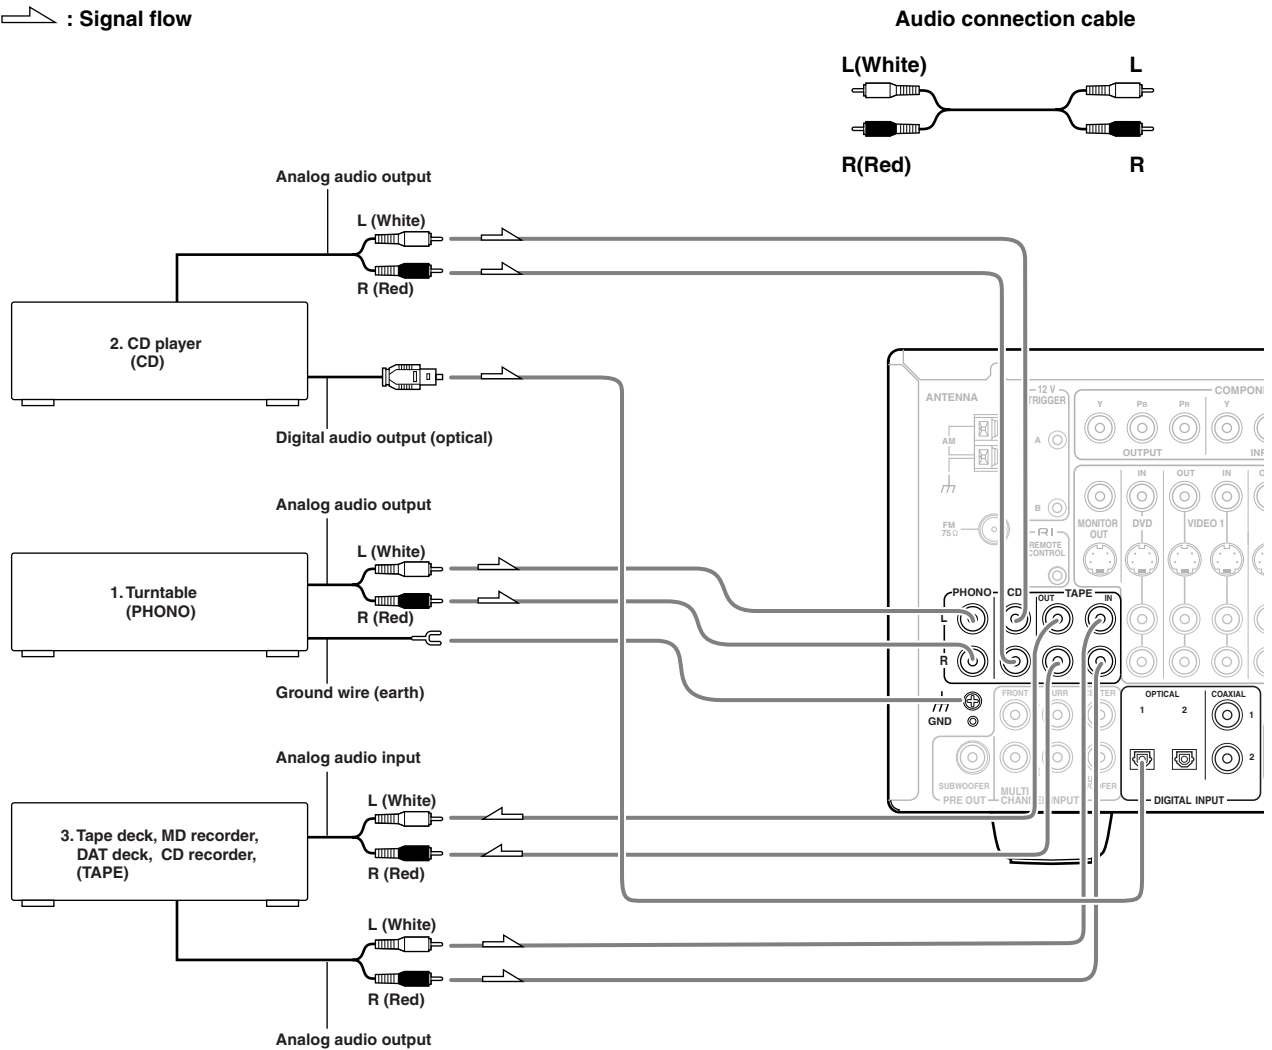 : Signal flow
Audio connection cable
L(White) L
R(Red) R
Analog audio output
L (White)
R (Red)
2. CD player
(CD)
Digital audio output (optical)
Analog audio output
L (White)
R (Red)
1. Turntable
(PHONO)
Ground wire (earth)
Analog audio input
L (White)
R (Red)
3. Tape deck, MD recorder,
DAT deck, CD recorder,
(TAPE)
L (White)
R (Red)
Analog audio output
ANTENNA
AM
FM
75Ω
12 V
TRIGGER
A
B
RI
REMOTE
CONTROL
Y PB PR Y
OUTPUT
IN OUT IN
MONITOR
OUT
DVD
VIDEO 1
PHONO CD TAPE
OUT IN
L
R
GND
FRONT
SUBWOOFER
PRE OUT
MULTI
OPTICAL
1 2
COAXIAL
1
2
DIGITAL INPUT